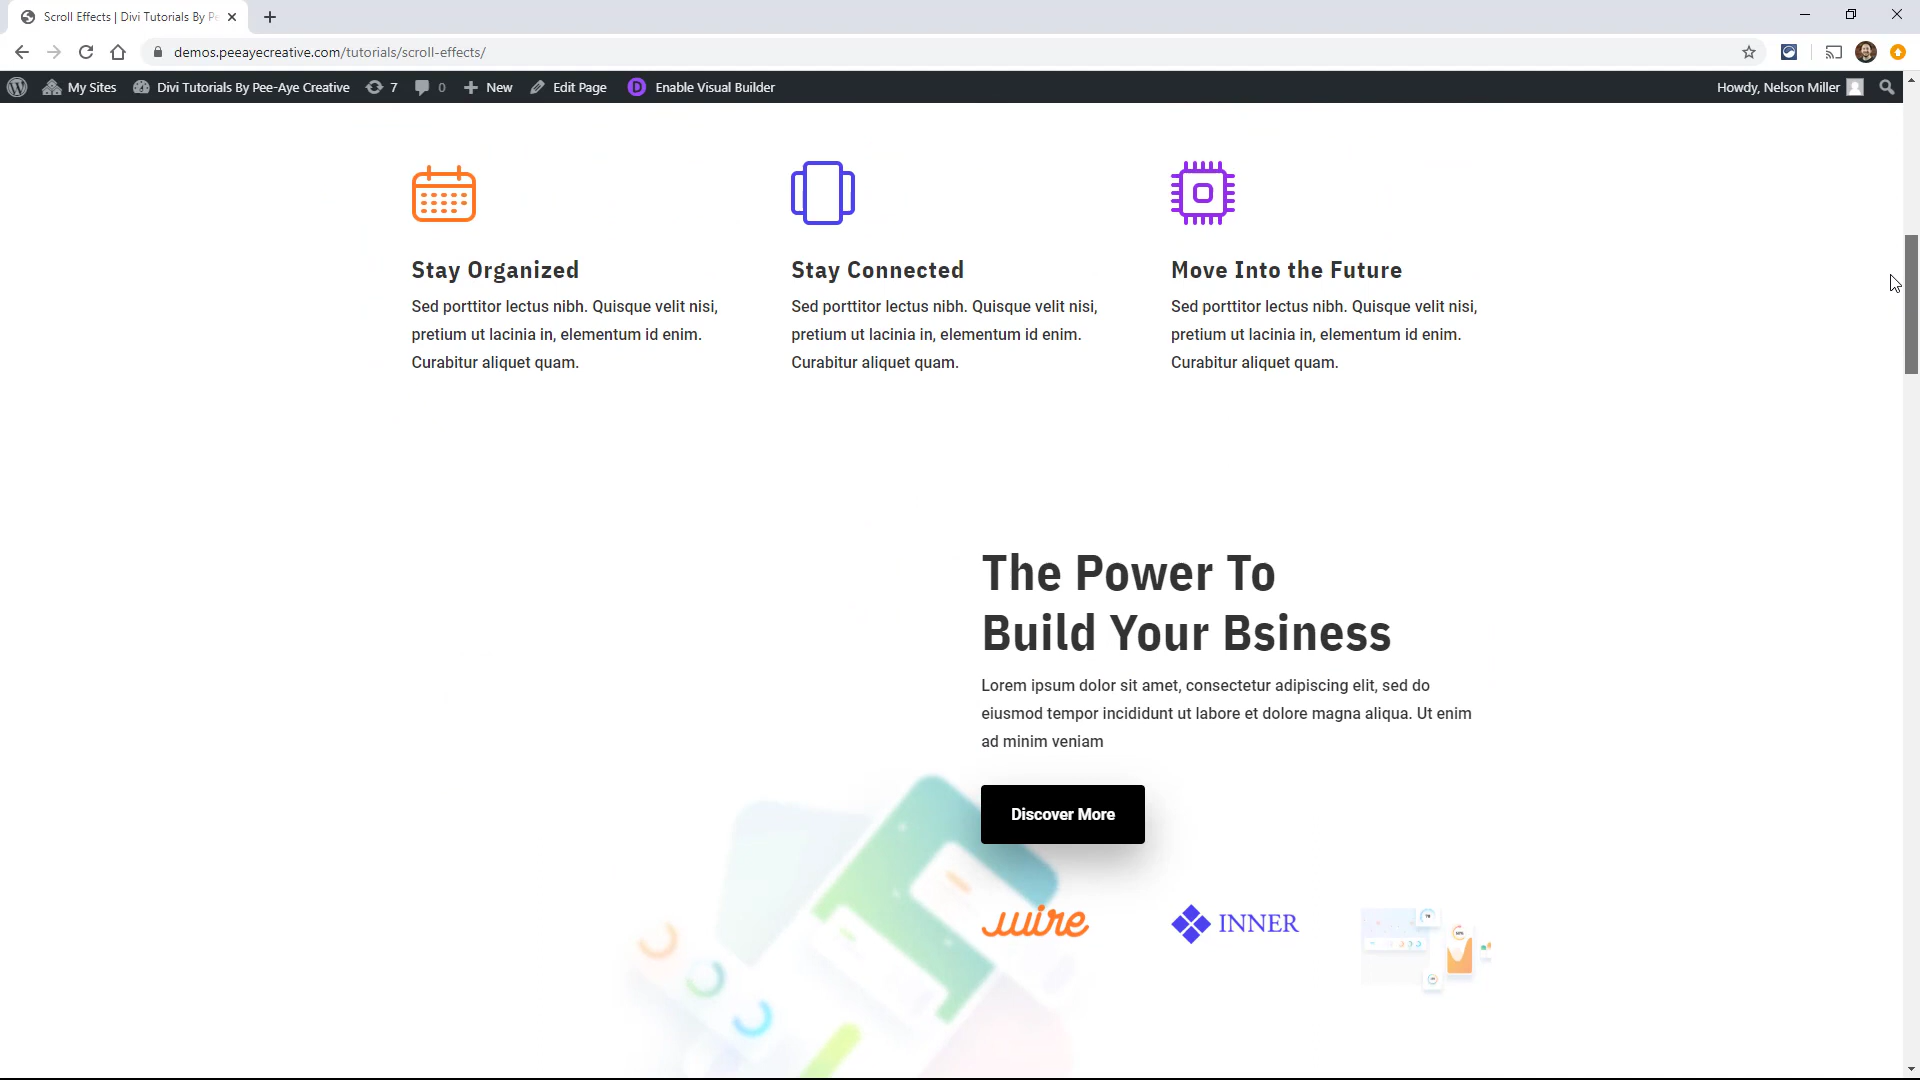 Scroll Effects | Divi Tutorials By Pe
demos.peeayecreative.com/tutorials/scroll-effects/
My Sites Divi Tutorials By Pee-Aye Creative 7 0 New Edit Page D Enable Visual Builder Howdy, Nelson Miller
Stay Organized
Sed porttitor lectus nibh. Quisque velit nisi,
pretium ut lacinia in, elementum id enim.
Curabitur aliquet quam.
Stay Connected
Sed porttitor lectus nibh. Quisque velit nisi,
pretium ut lacinia in, elementum id enim.
Curabitur aliquet quam.
Move Into the Future
Sed porttitor lectus nibh. Quisque velit nisi,
pretium ut lacinia in, elementum id enim.
Curabitur aliquet quam.
The Power To
Build Your Bsiness
Lorem ipsum dolor sit amet, consectetur adipiscing elit, sed do
eiusmod tempor incididunt ut labore et dolore magna aliqua. Ut enim
ad minim veniam
Discover More
wire
INNER